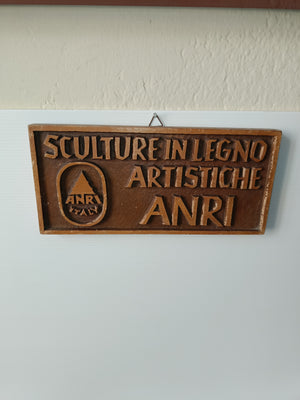 SCULTURE IN LEGNO
ARTISTICHE
ANRI
ANRI
ITALY